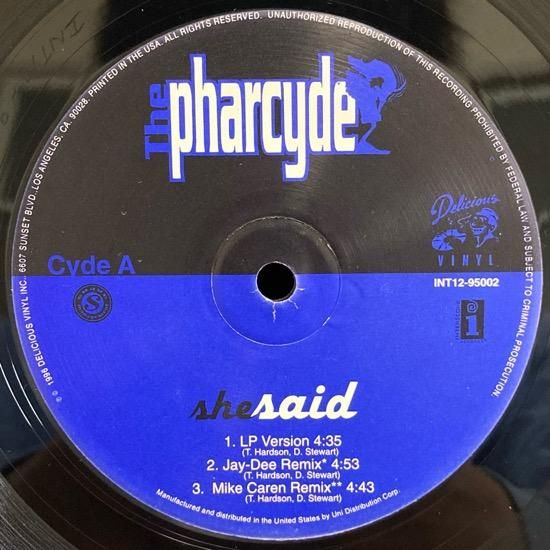 1996 DELICIOUS VINYL INC., 6607 SUNSET BLVD., LOS ANGELES, CA. 90028. PRINTED IN THE USA. ALL RIGHTS RESERVED. UNAUTHORIZED REPRODUCTION OF THIS RECORDING PROHIBITED BY FEDERAL LAW AND SUBJECT TO CRIMINAL PROSECUTION.
The
pharcyde
Delicious
VINYL
Cyde A
INT12-95002
shesaid
1. LP Version 4:35
(T. Hardson, D. Stewart)
2. Jay-Dee Remix* 4:53
(T. Hardson, D. Stewart)
3. Mike Caren Remix** 4:43
(T. Hardson, D. Stewart)
Manufactured and distributed in the United States by Uni Distribution Corp.